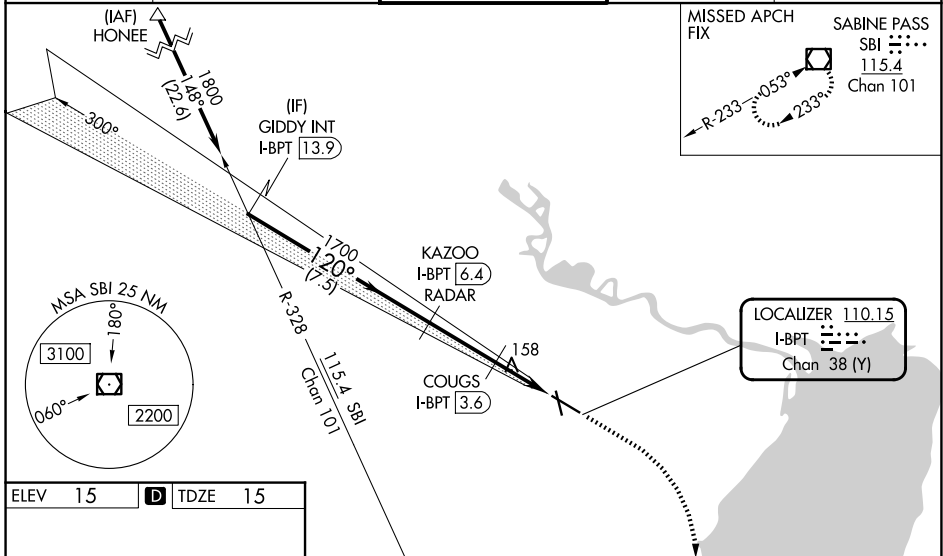 (IAF)
HONEE
1800
148°
(22.6)
300°
(IF)
GIDDY INT
I-BPT 13.9
MISSED APCH
FIX
SABINE PASS
SBI
115.4
Chan 101
R-233
053°
233°
1700
120°
(7.5)
KAZOO
I-BPT 6.4
RADAR
158
COUGS
I-BPT 3.6
R-328
115.4 SBI
Chan 101
LOCALIZER 110.15
I-BPT
Chan 38 (Y)
MSA SBI 25 NM
180°
3100
060°
2200
ELEV 15 D TDZE 15